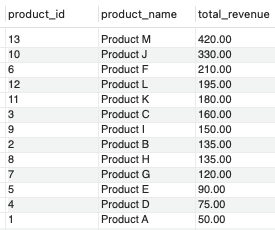 product_id product_name total_revenue
13 Product M 420.00
10 Product J 330.00
6 Product F 210.00
12 Product L 195.00
11 Product K 180.00
3 Product C 160.00
9 Product I 150.00
2 Product B 135.00
8 Product H 135.00
7 Product G 120.00
5 Product E 90.00
4 Product D 75.00
1 Product A 50.00